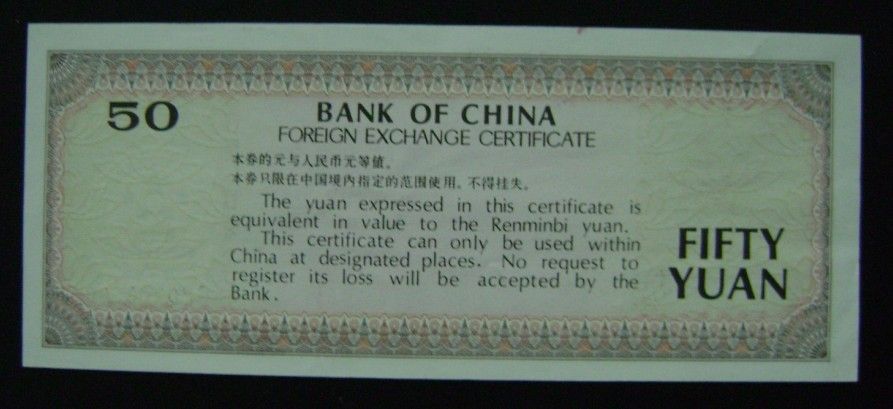 50
BANK OF CHINA
FOREIGN EXCHANGE CERTIFICATE
本券的元与人民币元等值。
本券只限在中国境内指定的范围使用，不得挂失。
The yuan expressed in this certificate is
equivalent in value to the Renminbi yuan.
This certificate can only be used within
China at designated places. No request to
register its loss will be accepted by the
Bank.
FIFTY
YUAN